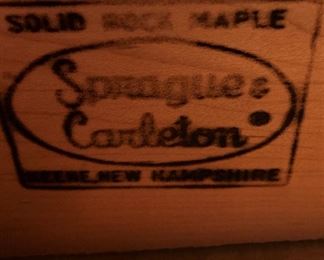 SOLID ROCK MAPLE
Sprague &
Carleton ®
KEENE, NEW HAMPSHIRE